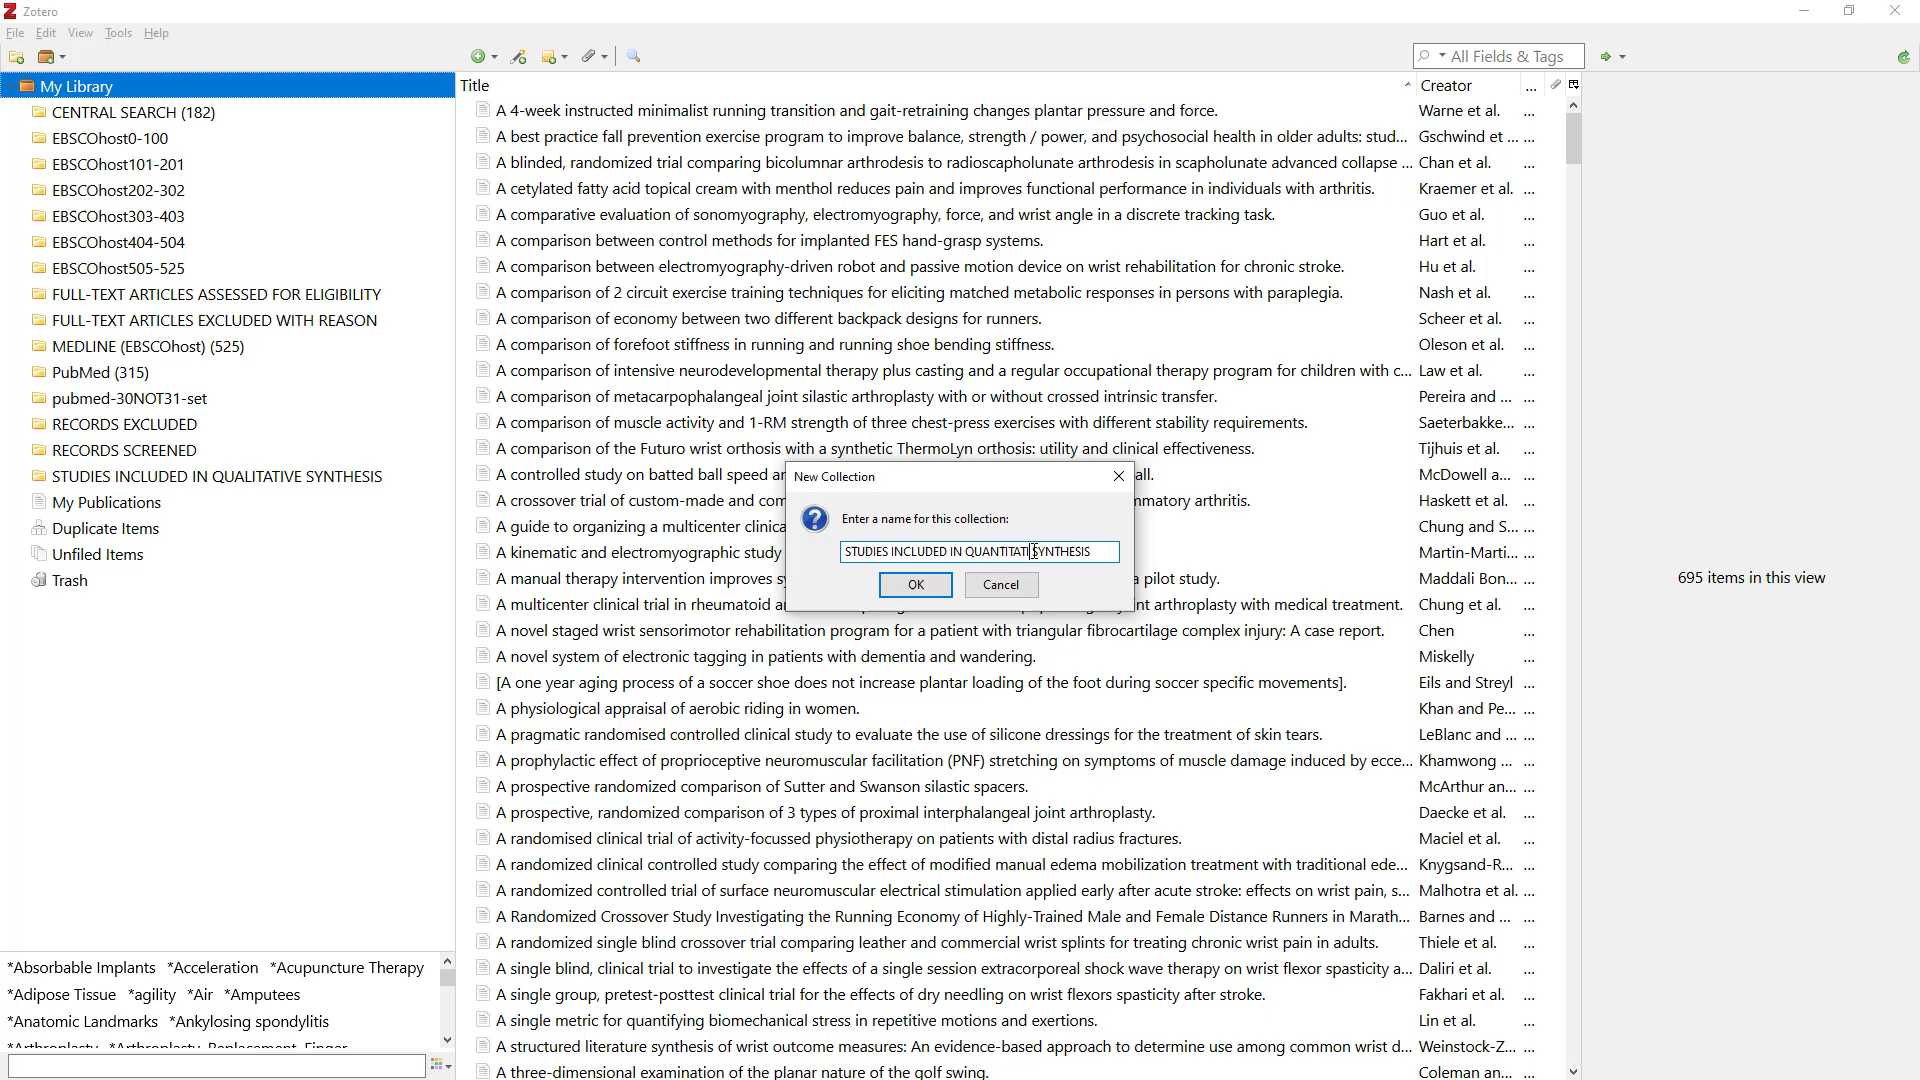 Zotero
File Edit View Tools Help
All Fields & Tags
My Library
CENTRAL SEARCH (182)
EBSCOhost0-100
EBSCOhost101-201
EBSCOhost202-302
EBSCOhost303-403
EBSCOhost404-504
EBSCOhost505-525
FULL-TEXT ARTICLES ASSESSED FOR ELIGIBILITY
FULL-TEXT ARTICLES EXCLUDED WITH REASON
MEDLINE (EBSCOhost) (525)
PubMed (315)
pubmed-30NOT31-set
RECORDS EXCLUDED
RECORDS SCREENED
STUDIES INCLUDED IN QUALITATIVE SYNTHESIS
My Publications
Duplicate Items
Unfiled Items
Trash
*Absorbable Implants *Acceleration *Acupuncture Therapy
*Adipose Tissue *agility *Air *Amputees
*Anatomic Landmarks *Ankylosing spondylitis
*Arthroplasty *Arthroplasty, Replacement, Finger
Title Creator ...
A 4-week instructed minimalist running transition and gait-retraining changes plantar pressure and force. Warne et al. ...
A best practice fall prevention exercise program to improve balance, strength / power, and psychosocial health in older adults: stud... Gschwind et ... ...
A blinded, randomized trial comparing bicolumnar arthrodesis to radioscapholunate arthrodesis in scapholunate advanced collapse ... Chan et al. ...
A cetylated fatty acid topical cream with menthol reduces pain and improves functional performance in individuals with arthritis. Kraemer et al. ...
A comparative evaluation of sonomyography, electromyography, force, and wrist angle in a discrete tracking task. Guo et al. ...
A comparison between control methods for implanted FES hand-grasp systems. Hart et al. ...
A comparison between electromyography-driven robot and passive motion device on wrist rehabilitation for chronic stroke. Hu et al. ...
A comparison of 2 circuit exercise training techniques for eliciting matched metabolic responses in persons with paraplegia. Nash et al. ...
A comparison of economy between two different backpack designs for runners. Scheer et al. ...
A comparison of forefoot stiffness in running and running shoe bending stiffness. Oleson et al. ...
A comparison of intensive neurodevelopmental therapy plus casting and a regular occupational therapy program for children with c... Law et al. ...
A comparison of metacarpophalangeal joint silastic arthroplasty with or without crossed intrinsic transfer. Pereira and ... ...
A comparison of muscle activity and 1-RM strength of three chest-press exercises with different stability requirements. Saeterbakke... ...
A comparison of the Futuro wrist orthosis with a synthetic ThermoLyn orthosis: utility and clinical effectiveness. Tijhuis et al. ...
A controlled study on batted ball speed ar all. McDowell a... ...
A crossover trial of custom-made and com mmatory arthritis. Haskett et al. ...
A guide to organizing a multicenter clinica Chung and S... ...
A kinematic and electromyographic study Martin-Marti... ...
A manual therapy intervention improves sy a pilot study. Maddali Bon... ...
A multicenter clinical trial in rheumatoid ar nt arthroplasty with medical treatment. Chung et al. ...
A novel staged wrist sensorimotor rehabilitation program for a patient with triangular fibrocartilage complex injury: A case report. Chen ...
A novel system of electronic tagging in patients with dementia and wandering. Miskelly ...
[A one year aging process of a soccer shoe does not increase plantar loading of the foot during soccer specific movements]. Eils and Streyl ...
A physiological appraisal of aerobic riding in women. Khan and Pe... ...
A pragmatic randomised controlled clinical study to evaluate the use of silicone dressings for the treatment of skin tears. LeBlanc and ... ...
A prophylactic effect of proprioceptive neuromuscular facilitation (PNF) stretching on symptoms of muscle damage induced by ecce... Khamwong ... ...
A prospective randomized comparison of Sutter and Swanson silastic spacers. McArthur an... ...
A prospective, randomized comparison of 3 types of proximal interphalangeal joint arthroplasty. Daecke et al. ...
A randomised clinical trial of activity-focussed physiotherapy on patients with distal radius fractures. Maciel et al. ...
A randomized clinical controlled study comparing the effect of modified manual edema mobilization treatment with traditional ede... Knygsand-R... ...
A randomized controlled trial of surface neuromuscular electrical stimulation applied early after acute stroke: effects on wrist pain, s... Malhotra et al. ...
A Randomized Crossover Study Investigating the Running Economy of Highly-Trained Male and Female Distance Runners in Marath... Barnes and ... ...
A randomized single blind crossover trial comparing leather and commercial wrist splints for treating chronic wrist pain in adults. Thiele et al. ...
A single blind, clinical trial to investigate the effects of a single session extracorporeal shock wave therapy on wrist flexor spasticity a... Daliri et al. ...
A single group, pretest-posttest clinical trial for the effects of dry needling on wrist flexors spasticity after stroke. Fakhari et al. ...
A single metric for quantifying biomechanical stress in repetitive motions and exertions. Lin et al. ...
A structured literature synthesis of wrist outcome measures: An evidence-based approach to determine use among common wrist d... Weinstock-Z... ...
A three-dimensional examination of the planar nature of the golf swing. Coleman an... ...
New Collection
Enter a name for this collection:
STUDIES INCLUDED IN QUANTITATI SYNTHESIS
OK Cancel
695 items in this view